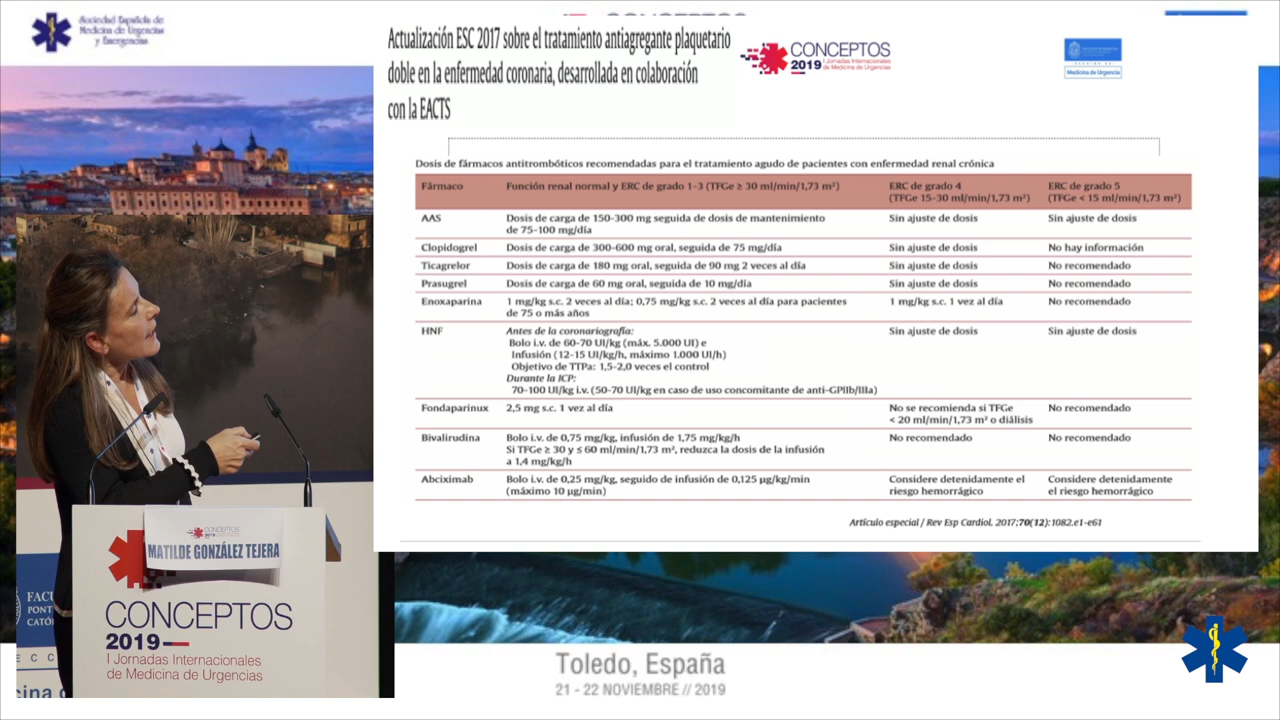 Sociedad Española de
Medicina de Urgencias
y Emergencias
Actualización ESC 2017 sobre el tratamiento antiagregante plaquetario
doble en la enfermedad coronaria, desarrollada en colaboración
con la EACTS
CONCEPTOS
2019 I Jornadas Internacionales
de Medicina de Urgencias
Medicina de Urgencia
Dosis de fármacos antitrombóticos recomendadas para el tratamiento agudo de pacientes con enfermedad renal crónica
Fármaco Función renal normal y ERC de grado 1-3 (TFGe ≥ 30 ml/min/1,73 m²) ERC de grado 4 ERC de grado 5
(TFGe 15-30 ml/min/1,73 m²) (TFGe < 15 ml/min/1,73 m²)
AAS Dosis de carga de 150-300 mg seguida de dosis de mantenimiento Sin ajuste de dosis Sin ajuste de dosis
de 75-100 mg/día
Clopidogrel Dosis de carga de 300-600 mg oral, seguida de 75 mg/día Sin ajuste de dosis No hay información
Ticagrelor Dosis de carga de 180 mg oral, seguida de 90 mg 2 veces al día Sin ajuste de dosis No recomendado
Prasugrel Dosis de carga de 60 mg oral, seguida de 10 mg/día Sin ajuste de dosis No recomendado
Enoxaparina 1 mg/kg s.c. 2 veces al día; 0,75 mg/kg s.c. 2 veces al día para pacientes 1 mg/kg s.c. 1 vez al día No recomendado
de 75 o más años
HNF Antes de la coronariografía: Sin ajuste de dosis Sin ajuste de dosis
Bolo i.v. de 60-70 UI/kg (máx. 5.000 UI) e
Infusión (12-15 UI/kg/h, máximo 1.000 UI/h)
Objetivo de TTPa: 1,5-2,0 veces el control
Durante la ICP:
70-100 UI/kg i.v. (50-70 UI/kg en caso de uso concomitante de anti-GPIIb/IIIa)
Fondaparinux 2,5 mg s.c. 1 vez al día No se recomienda si TFGe No recomendado
< 20 ml/min/1,73 m² o diálisis
Bivalirudina Bolo i.v. de 0,75 mg/kg, infusión de 1,75 mg/kg/h No recomendado No recomendado
Si TFGe ≥ 30 y ≤ 60 ml/min/1,73 m², reduzca la dosis de la infusión
a 1,4 mg/kg/h
Abciximab Bolo i.v. de 0,25 mg/kg, seguido de infusión de 0,125 µg/kg/min Considere detenidamente el Considere detenidamente
(máximo 10 µg/min) riesgo hemorrágico el riesgo hemorrágico
Artículo especial / Rev Esp Cardiol. 2017;70(12):1082.e1-e61
CONCEPTOS
MATILDE GONZÁLEZ TEJERA
CONCEPTOS
2019
I Jornadas Internacionales
de Medicina de Urgencias
FACU
PONT
CATÓL
Toledo, España
21 - 22 NOVIEMBRE // 2019